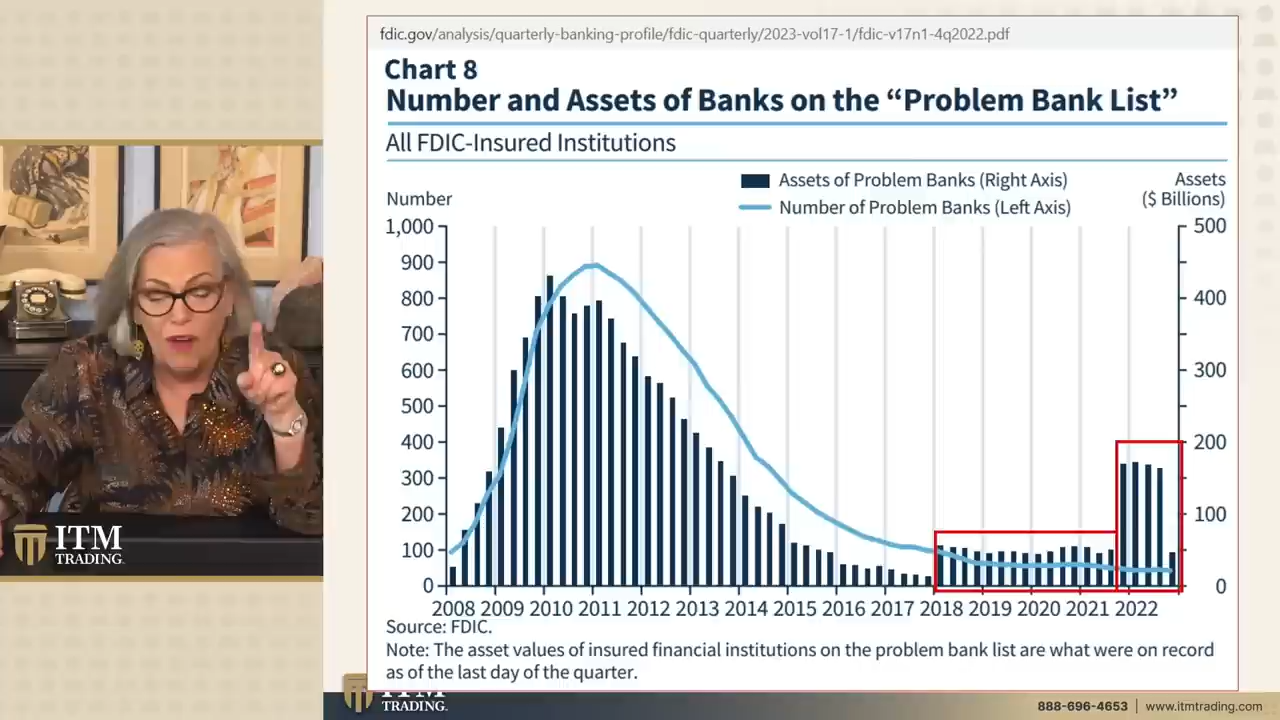 fdic.gov/analysis/quarterly-banking-profile/fdic-quarterly/2023-vol17-1/fdic-v17n1-4q2022.pdf
Chart 8
Number and Assets of Banks on the “Problem Bank List”
All FDIC-Insured Institutions
Assets of Problem Banks (Right Axis)
Number of Problem Banks (Left Axis)
Number
Assets
($ Billions)
1,000
900
800
700
600
500
400
300
200
100
0
500
400
300
200
100
0
2008 2009 2010 2011 2012 2013 2014 2015 2016 2017 2018 2019 2020 2021 2022
Source: FDIC.
Note: The asset values of insured financial institutions on the problem bank list are what were on record
as of the last day of the quarter.
ITM
TRADING.
ITM
TRADING.
888-696-4653 | www.itmtrading.com